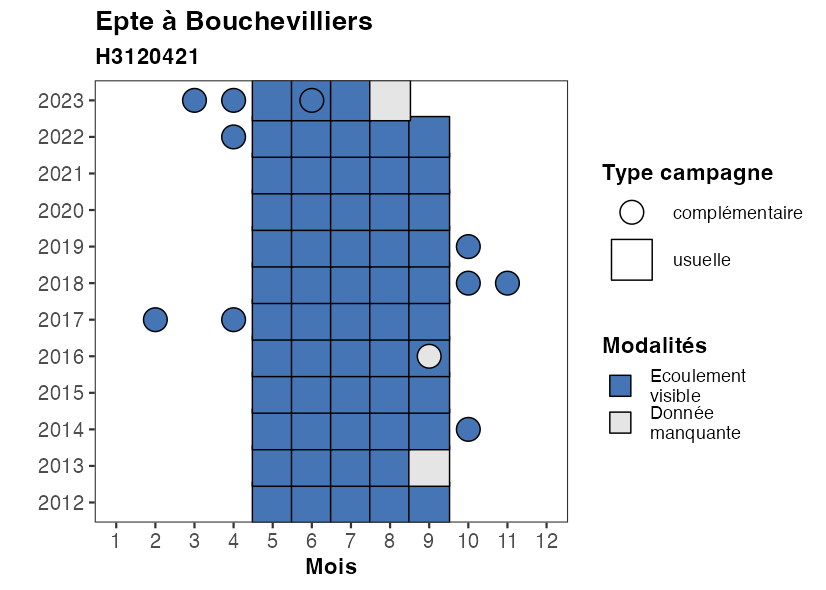 Epte à Bouchevilliers
H3120421
2023
2022
2021
2020
2019
2018
2017
2016
2015
2014
2013
2012
1 2 3 4 5 6 7 8 9 10 11 12
Mois
Type campagne
complémentaire
usuelle
Modalités
Ecoulement
visible
Donnée
manquante